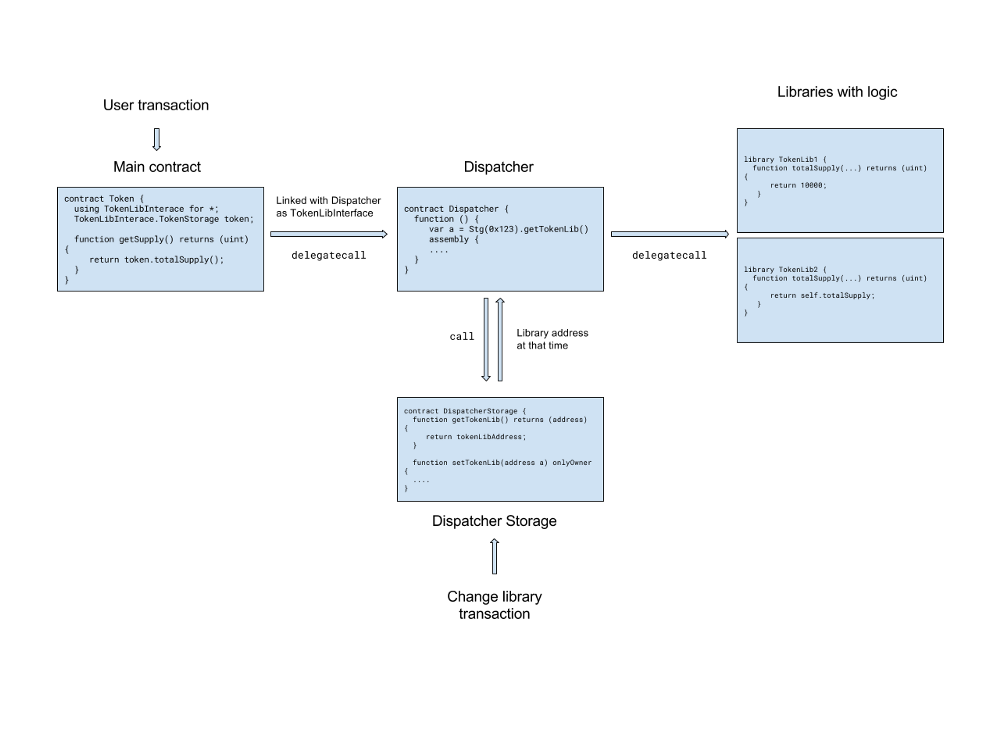 Libraries with logic
User transaction
Main contract
Dispatcher
contract Token {
using TokenLibInterace for *;
TokenLibInterace.TokenStorage token;
function getSupply() returns (uint)
{
return token.totalSupply();
}
}
Linked with Dispatcher
as TokenLibInterface
delegatecall
contract Dispatcher {
function () {
var a = Stg(0x123).getTokenLib()
assembly {
....
}
}
delegatecall
library TokenLib1 {
function totalSupply(...) returns (uint)
{
return 10000;
}
}
library TokenLib2 {
function totalSupply(...) returns (uint)
{
return self.totalSupply;
}
}
call
Library address
at that time
contract DispatcherStorage {
function getTokenLib() returns (address)
{
return tokenLibAddress;
}
function setTokenLib(address a) onlyOwner
{
....
}
Dispatcher Storage
Change library
transaction